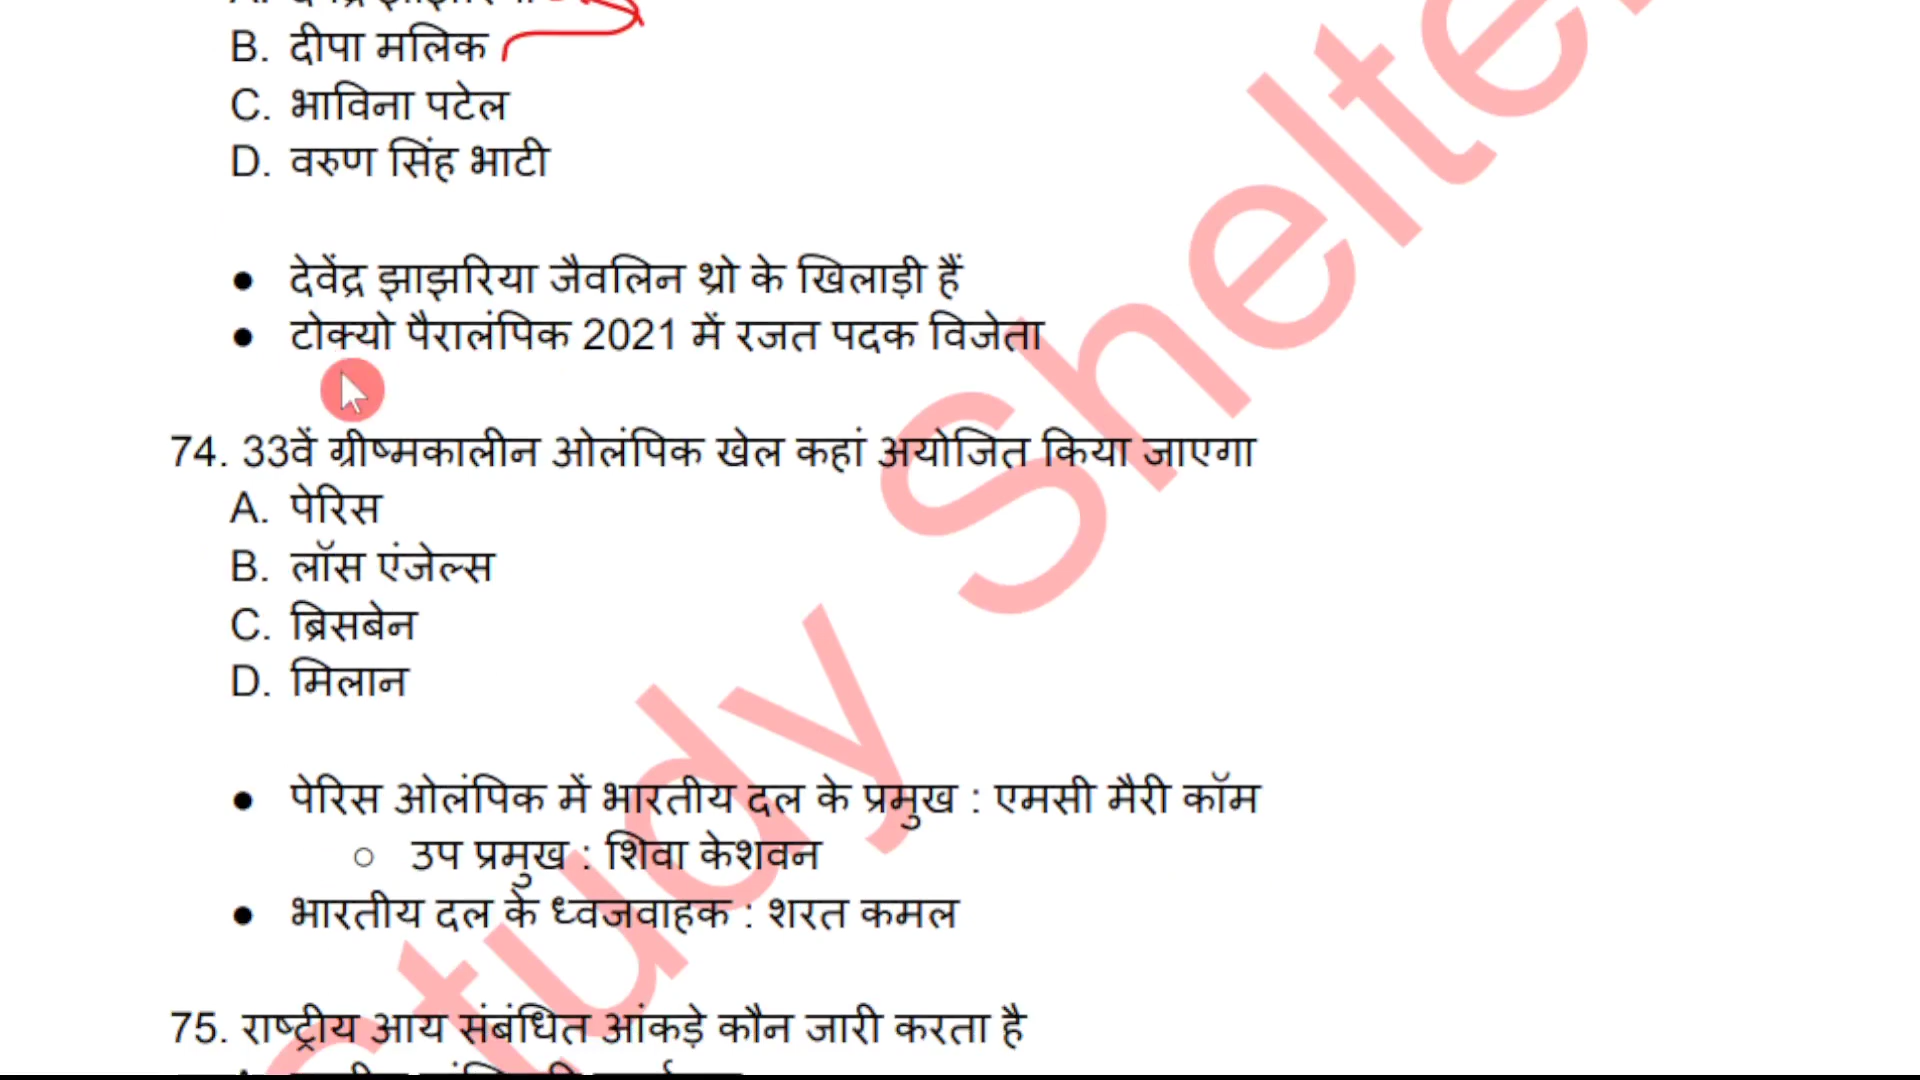 B. दीपा मलिक
C. भाविना पटेल
D. वरुण सिंह भाटी
● देवेंद्र झाझरिया जैवलिन थ्रो के खिलाड़ी हैं
● टोक्यो पैरालंपिक 2021 में रजत पदक विजेता
74. 33वें ग्रीष्मकालीन ओलंपिक खेल कहां अयोजित किया जाएगा
A. पेरिस
B. लॉस एंजेल्स
C. ब्रिसबेन
D. मिलान
● पेरिस ओलंपिक में भारतीय दल के प्रमुख : एमसी मैरी कॉम
○ उप प्रमुख : शिवा केशवन
● भारतीय दल के ध्वजवाहक : शरत कमल
75. राष्ट्रीय आय संबंधित आंकड़े कौन जारी करता है
Study Shelter